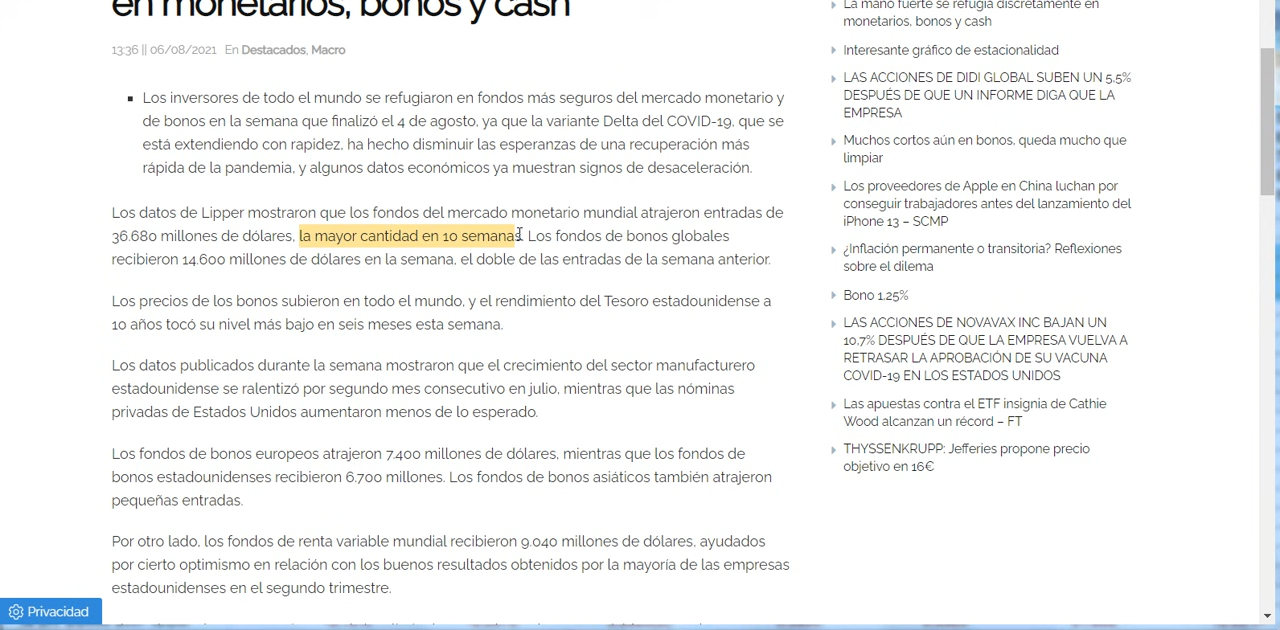 en monetarios, bonos y cash
13:36 || 06/08/2021 En Destacados, Macro
Los inversores de todo el mundo se refugiaron en fondos más seguros del mercado monetario y
de bonos en la semana que finalizó el 4 de agosto, ya que la variante Delta del COVID-19, que se
está extendiendo con rapidez, ha hecho disminuir las esperanzas de una recuperación más
rápida de la pandemia, y algunos datos económicos ya muestran signos de desaceleración.
Los datos de Lipper mostraron que los fondos del mercado monetario mundial atrajeron entradas de
36.680 millones de dólares, la mayor cantidad en 10 semanas. Los fondos de bonos globales
recibieron 14.600 millones de dólares en la semana, el doble de las entradas de la semana anterior.
Los precios de los bonos subieron en todo el mundo, y el rendimiento del Tesoro estadounidense a
10 años tocó su nivel más bajo en seis meses esta semana.
Los datos publicados durante la semana mostraron que el crecimiento del sector manufacturero
estadounidense se ralentizó por segundo mes consecutivo en julio, mientras que las nóminas
privadas de Estados Unidos aumentaron menos de lo esperado.
Los fondos de bonos europeos atrajeron 7.400 millones de dólares, mientras que los fondos de
bonos estadounidenses recibieron 6.700 millones. Los fondos de bonos asiáticos también atrajeron
pequeñas entradas.
Por otro lado, los fondos de renta variable mundial recibieron 9.040 millones de dólares, ayudados
por cierto optimismo en relación con los buenos resultados obtenidos por la mayoría de las empresas
estadounidenses en el segundo trimestre.
Privacidad
La mano fuerte se refugia discretamente en
monetarios, bonos y cash
Interesante gráfico de estacionalidad
LAS ACCIONES DE DIDI GLOBAL SUBEN UN 5,5%
DESPUÉS DE QUE UN INFORME DIGA QUE LA
EMPRESA
Muchos cortos aún en bonos, queda mucho que
limpiar
Los proveedores de Apple en China luchan por
conseguir trabajadores antes del lanzamiento del
iPhone 13 – SCMP
¿Inflación permanente o transitoria? Reflexiones
sobre el dilema
Bono 1,25%
LAS ACCIONES DE NOVAVAX INC BAJAN UN
10,7% DESPUÉS DE QUE LA EMPRESA VUELVA A
RETRASAR LA APROBACIÓN DE SU VACUNA
COVID-19 EN LOS ESTADOS UNIDOS
Las apuestas contra el ETF insignia de Cathie
Wood alcanzan un récord – FT
THYSSENKRUPP: Jefferies propone precio
objetivo en 16€